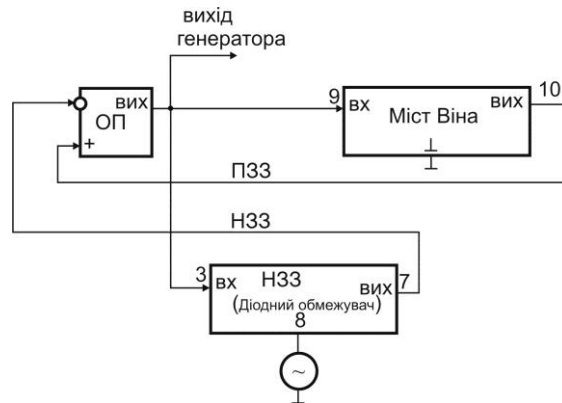 вихід
генератора
вих
ОП
+
9
вх
Міст Віна
вих
10
ПЗЗ
НЗЗ
3
вх
НЗЗ
вих
7
(Діодний обмежувач)
8
~